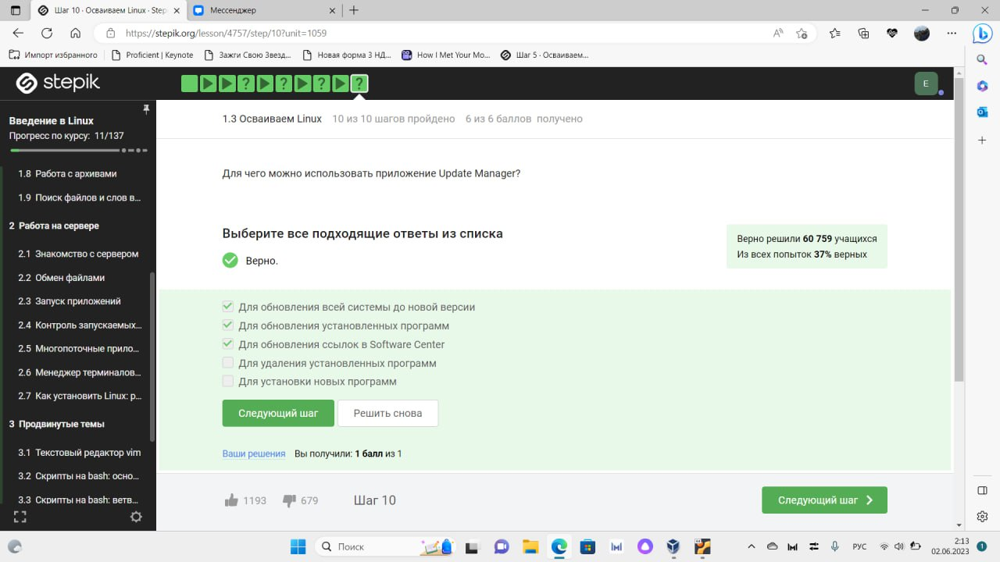 Шаг 10 · Осваиваем Linux · Step
Мессенджер
https://stepik.org/lesson/4757/step/10?unit=1059
Импорт избранного
Proficient | Keynote
Зажги Свою Звезд...
Новая форма 3 НД...
How I Met Your Mo...
Шаг 5 · Осваиваем...
stepik
E
Введение в Linux
Прогресс по курсу: 11/137
1.8 Работа с архивами
1.9 Поиск файлов и слов в...
2 Работа на сервере
2.1 Знакомство с сервером
2.2 Обмен файлами
2.3 Запуск приложений
2.4 Контроль запускаемых...
2.5 Многопоточные прило...
2.6 Менеджер терминалов...
2.7 Как установить Linux: р...
3 Продвинутые темы
3.1 Текстовый редактор vim
3.2 Скрипты на bash: осно...
3.3 Скрипты на bash: ветв...
1.3 Осваиваем Linux 10 из 10 шагов пройдено 6 из 6 баллов получено
Для чего можно использовать приложение Update Manager?
Выберите все подходящие ответы из списка
Верно.
Верно решили 60 759 учащихся
Из всех попыток 37% верных
Для обновления всей системы до новой версии
Для обновления установленных программ
Для обновления ссылок в Software Center
Для удаления установленных программ
Для установки новых программ
Следующий шаг
Решить снова
Ваши решения Вы получили: 1 балл из 1
1193
679
Шаг 10
Следующий шаг
Поиск
РУС
2:13
02.06.2023
1